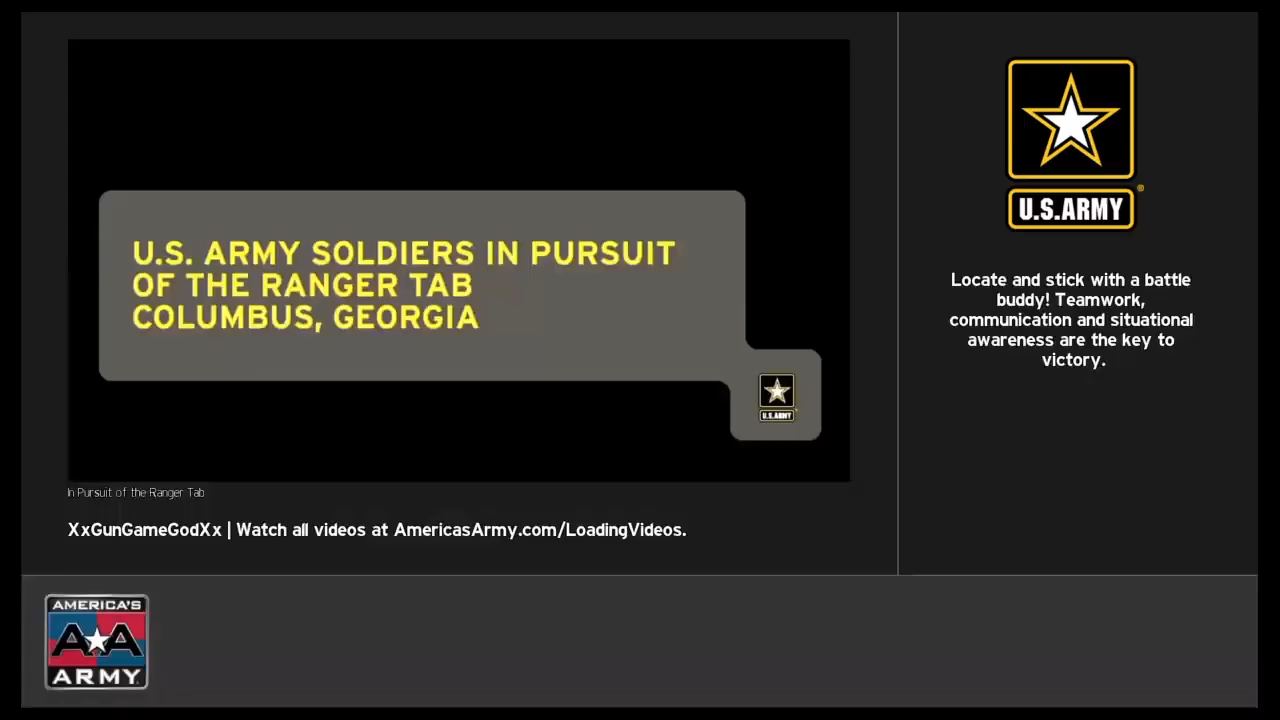 U.S. ARMY SOLDIERS IN PURSUIT
OF THE RANGER TAB
COLUMBUS, GEORGIA
U.S.ARMY
In Pursuit of the Ranger Tab
XxGunGameGodXx | Watch all videos at AmericasArmy.com/LoadingVideos.
U.S.ARMY
®
Locate and stick with a battle
buddy! Teamwork,
communication and situational
awareness are the key to
victory.
AMERICA'S
AA
ARMY